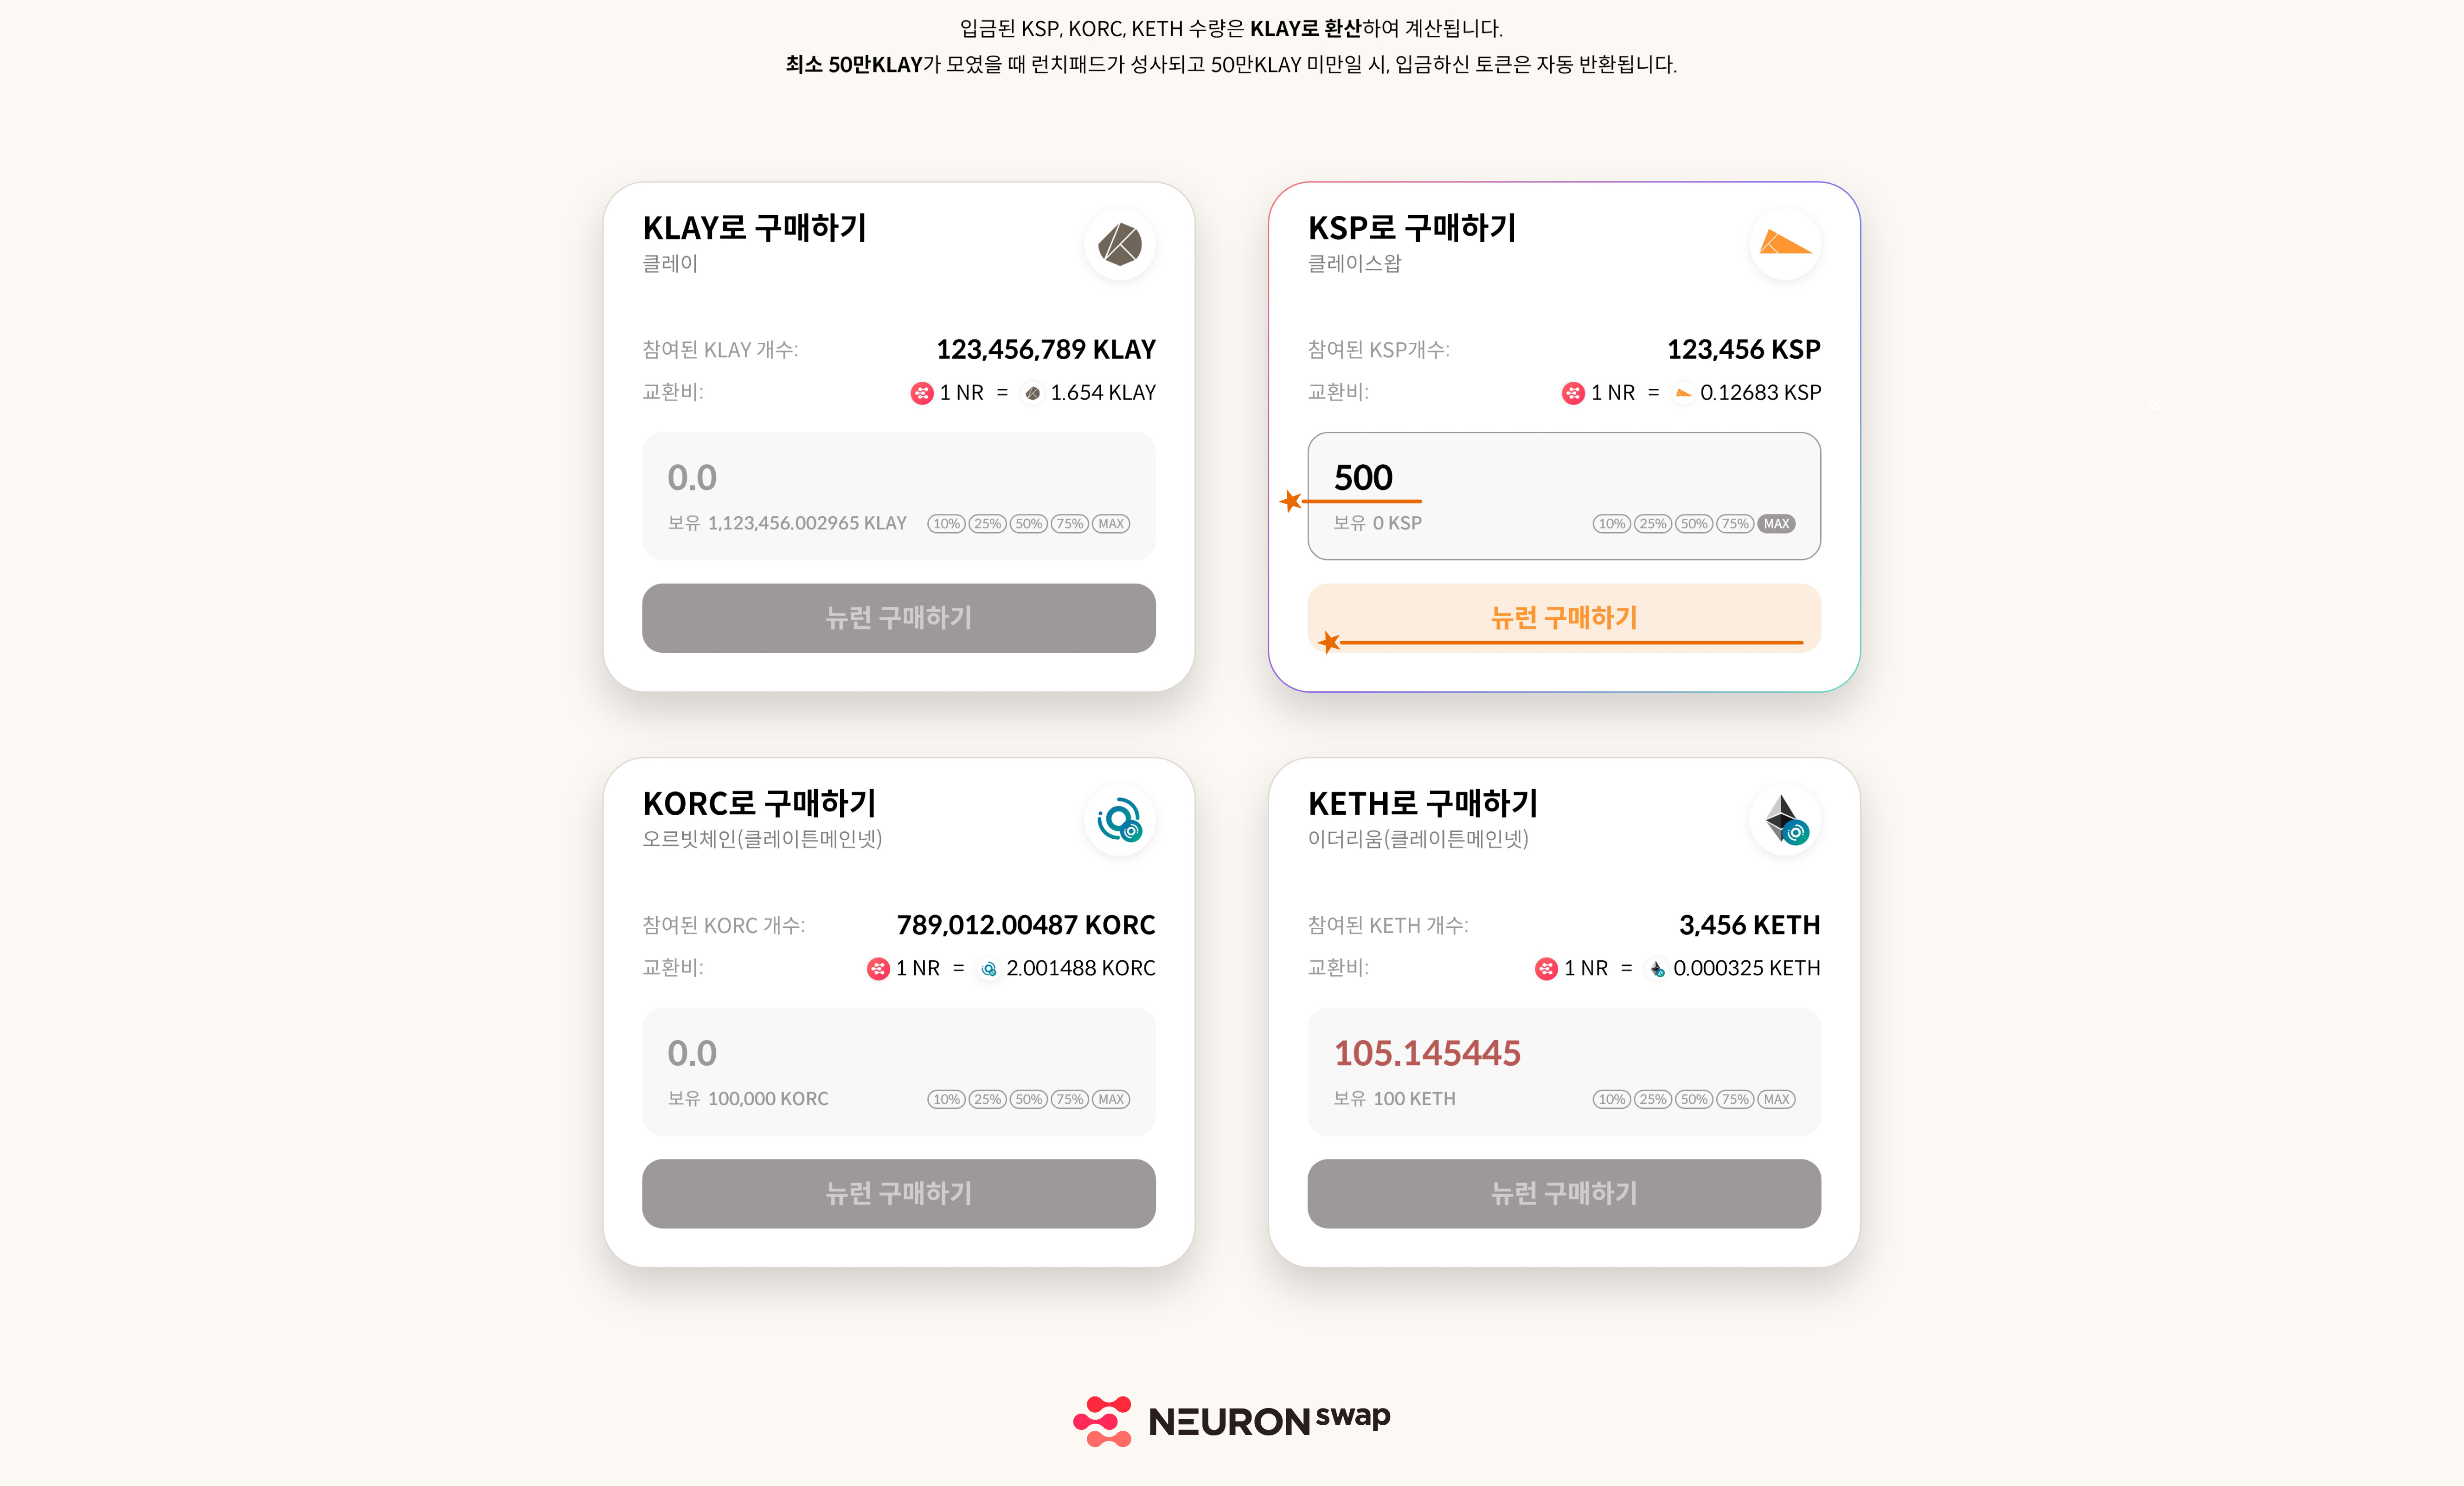 입금된 KSP, KORC, KETH 수량은 KLAY로 환산하여 계산됩니다.
최소 50만KLAY가 모였을 때 런치패드가 성사되고 50만KLAY 미만일 시, 입금하신 토큰은 자동 반환됩니다.
KLAY로 구매하기
클레이
참여된 KLAY 개수: 123,456,789 KLAY
교환비: 1 NR = 1.654 KLAY
0.0
보유 1,123,456.002965 KLAY 10% 25% 50% 75% MAX
뉴런 구매하기
KSP로 구매하기
클레이스왑
참여된 KSP개수: 123,456 KSP
교환비: 1 NR = 0.12683 KSP
500
보유 0 KSP 10% 25% 50% 75% MAX
뉴런 구매하기
KORC로 구매하기
오르빗체인(클레이튼메인넷)
참여된 KORC 개수: 789,012.00487 KORC
교환비: 1 NR = 2.001488 KORC
0.0
보유 100,000 KORC 10% 25% 50% 75% MAX
뉴런 구매하기
KETH로 구매하기
이더리움(클레이튼메인넷)
참여된 KETH 개수: 3,456 KETH
교환비: 1 NR = 0.000325 KETH
105.145445
보유 100 KETH 10% 25% 50% 75% MAX
뉴런 구매하기
NEURON swap